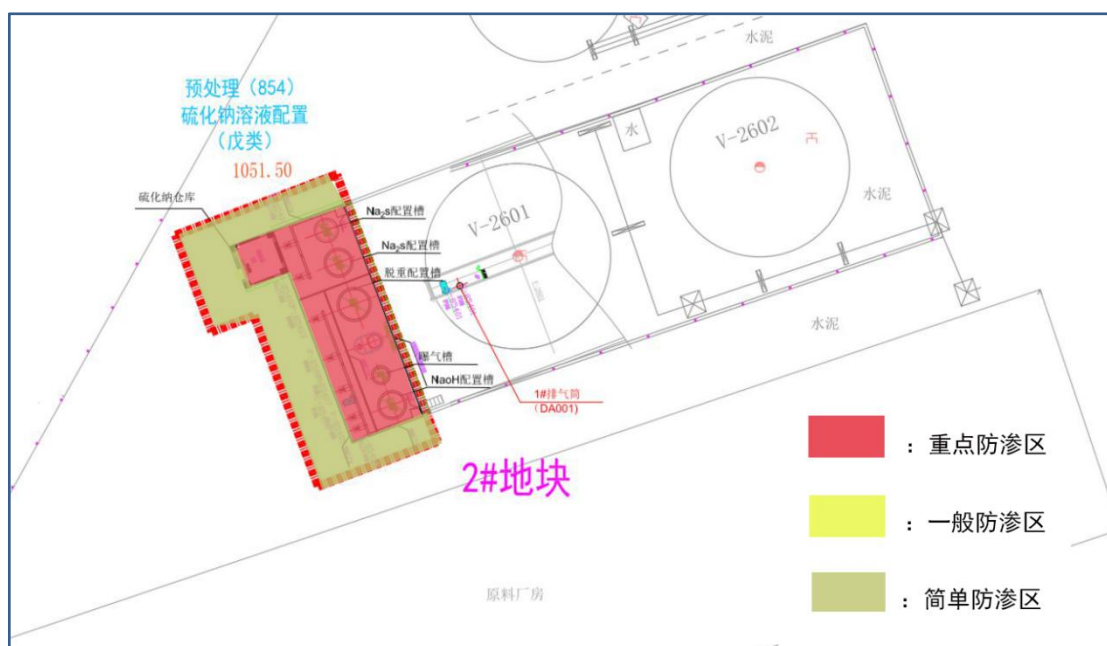 水泥
预处理（854）
硫化钠溶液配置
（戊类）
1051.50
硫化纳仓库
水
V-2602
Na₂s配置槽
水泥
V-2601
Na₂s配置槽
脱重配置槽
水泥
曝气槽
NaoH配置槽
1#排气筒
（DA001）
2#地块
：重点防渗区
：一般防渗区
原料厂房
：简单防渗区